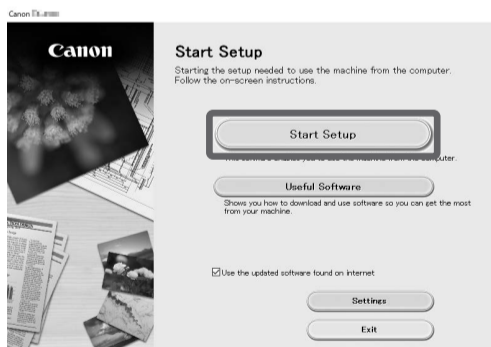 Canon
Canon
Start Setup
Starting the setup needed to use the machine from the computer.
Follow the on-screen instructions.
Start Setup
Useful Software
Shows you how to download and use software so you can get the most
from your machine.
Use the updated software found on internet
Settings
Exit